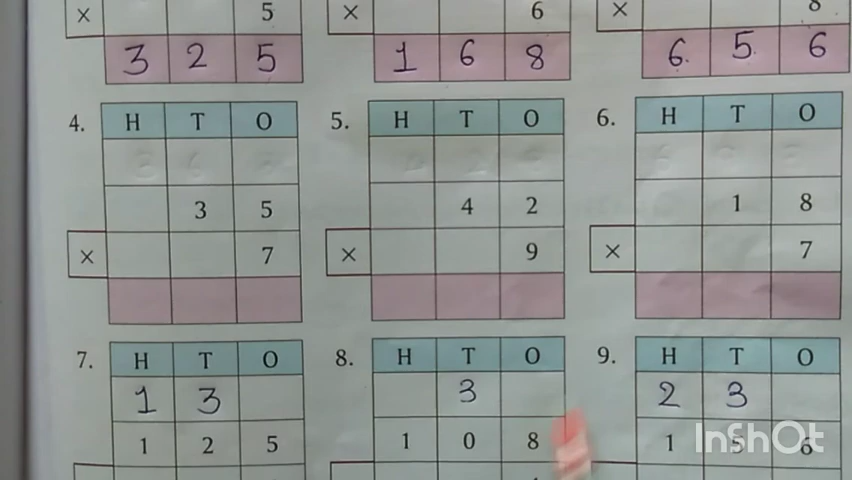 × 5 × 6 × 8
3 2 5 1 6 8 6 5 6
4. H T O 5. H T O 6. H T O
3 5 4 2 1 8
× 7 × 9 × 7
7. H T O 8. H T O 9. H T O
1 3 3 2 3
1 2 5 1 0 8 1 5 6
InShOt